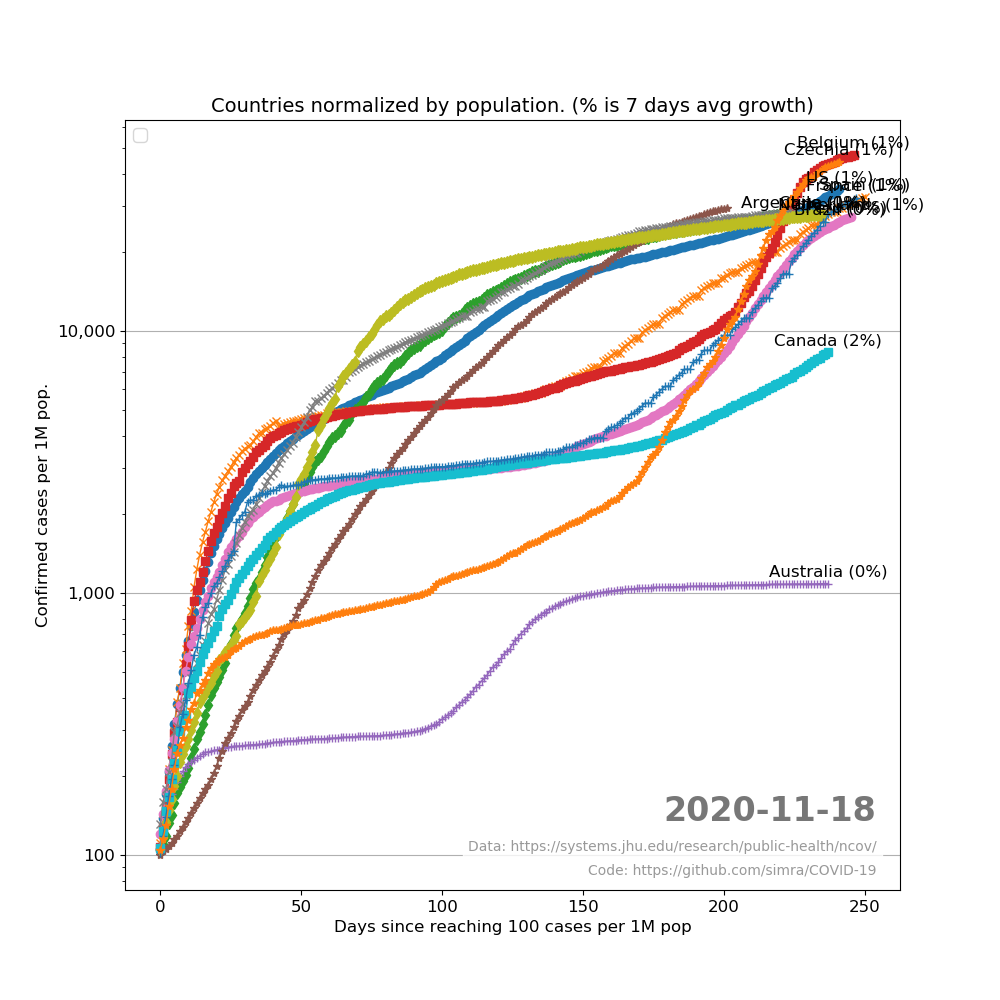 Countries normalized by population. (% is 7 days avg growth)
Belgium (1%)
Czechia (1%)
US (1%)
Spain (1%)
France (1%)
Argentina (1%)
Brazil (0%)
10,000
Canada (2%)
Confirmed cases per 1M pop.
1,000
Australia (0%)
2020-11-18
Data: https://systems.jhu.edu/research/public-health/ncov/
100
Code: https://github.com/simra/COVID-19
0 50 100 150 200 250
Days since reaching 100 cases per 1M pop